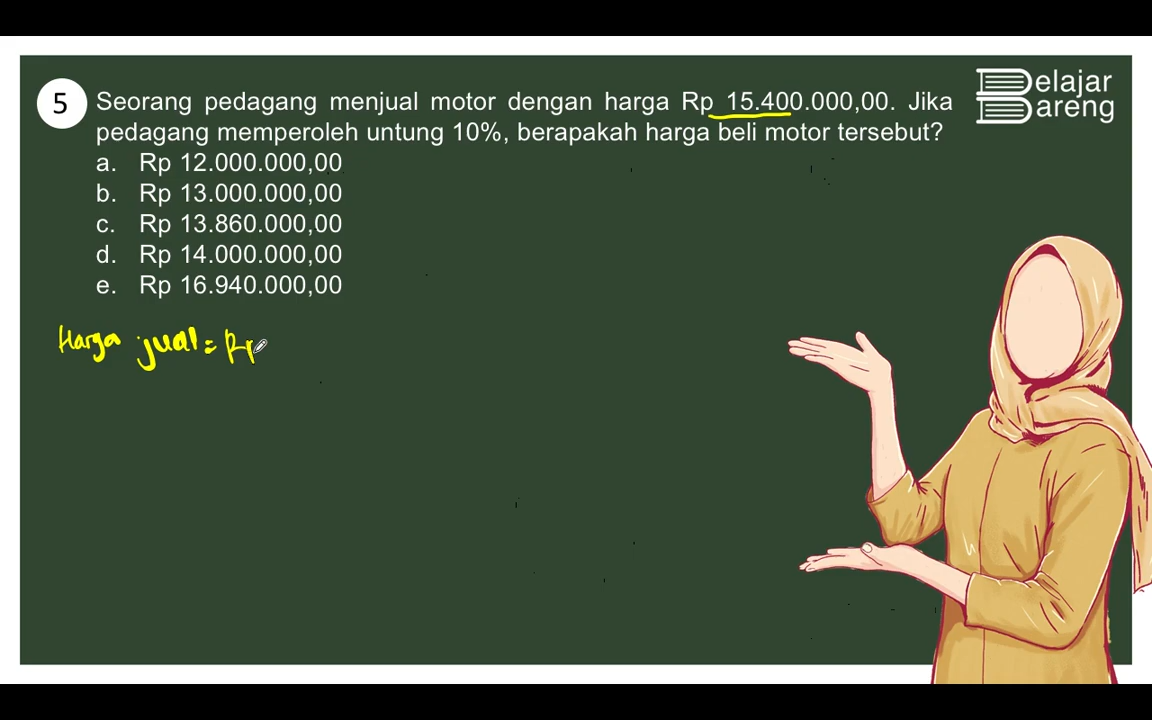 5 Seorang pedagang menjual motor dengan harga Rp 15.400.000,00. Jika
pedagang memperoleh untung 10%, berapakah harga beli motor tersebut?
a. Rp 12.000.000,00
b. Rp 13.000.000,00
c. Rp 13.860.000,00
d. Rp 14.000.000,00
e. Rp 16.940.000,00
Harga jual = Rp
Belajar
Bareng